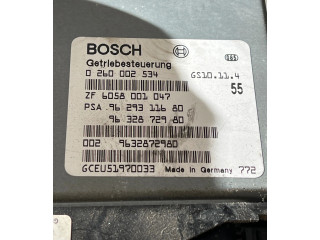 BOSCH
Getriebesteuerung
0 260 002 534 GS10.11.4
55
ZF 6058 001 047
PSA 96 293 116 80
96 328 729 80
002 9632872980
GCEU51970033 Made in Germany 772